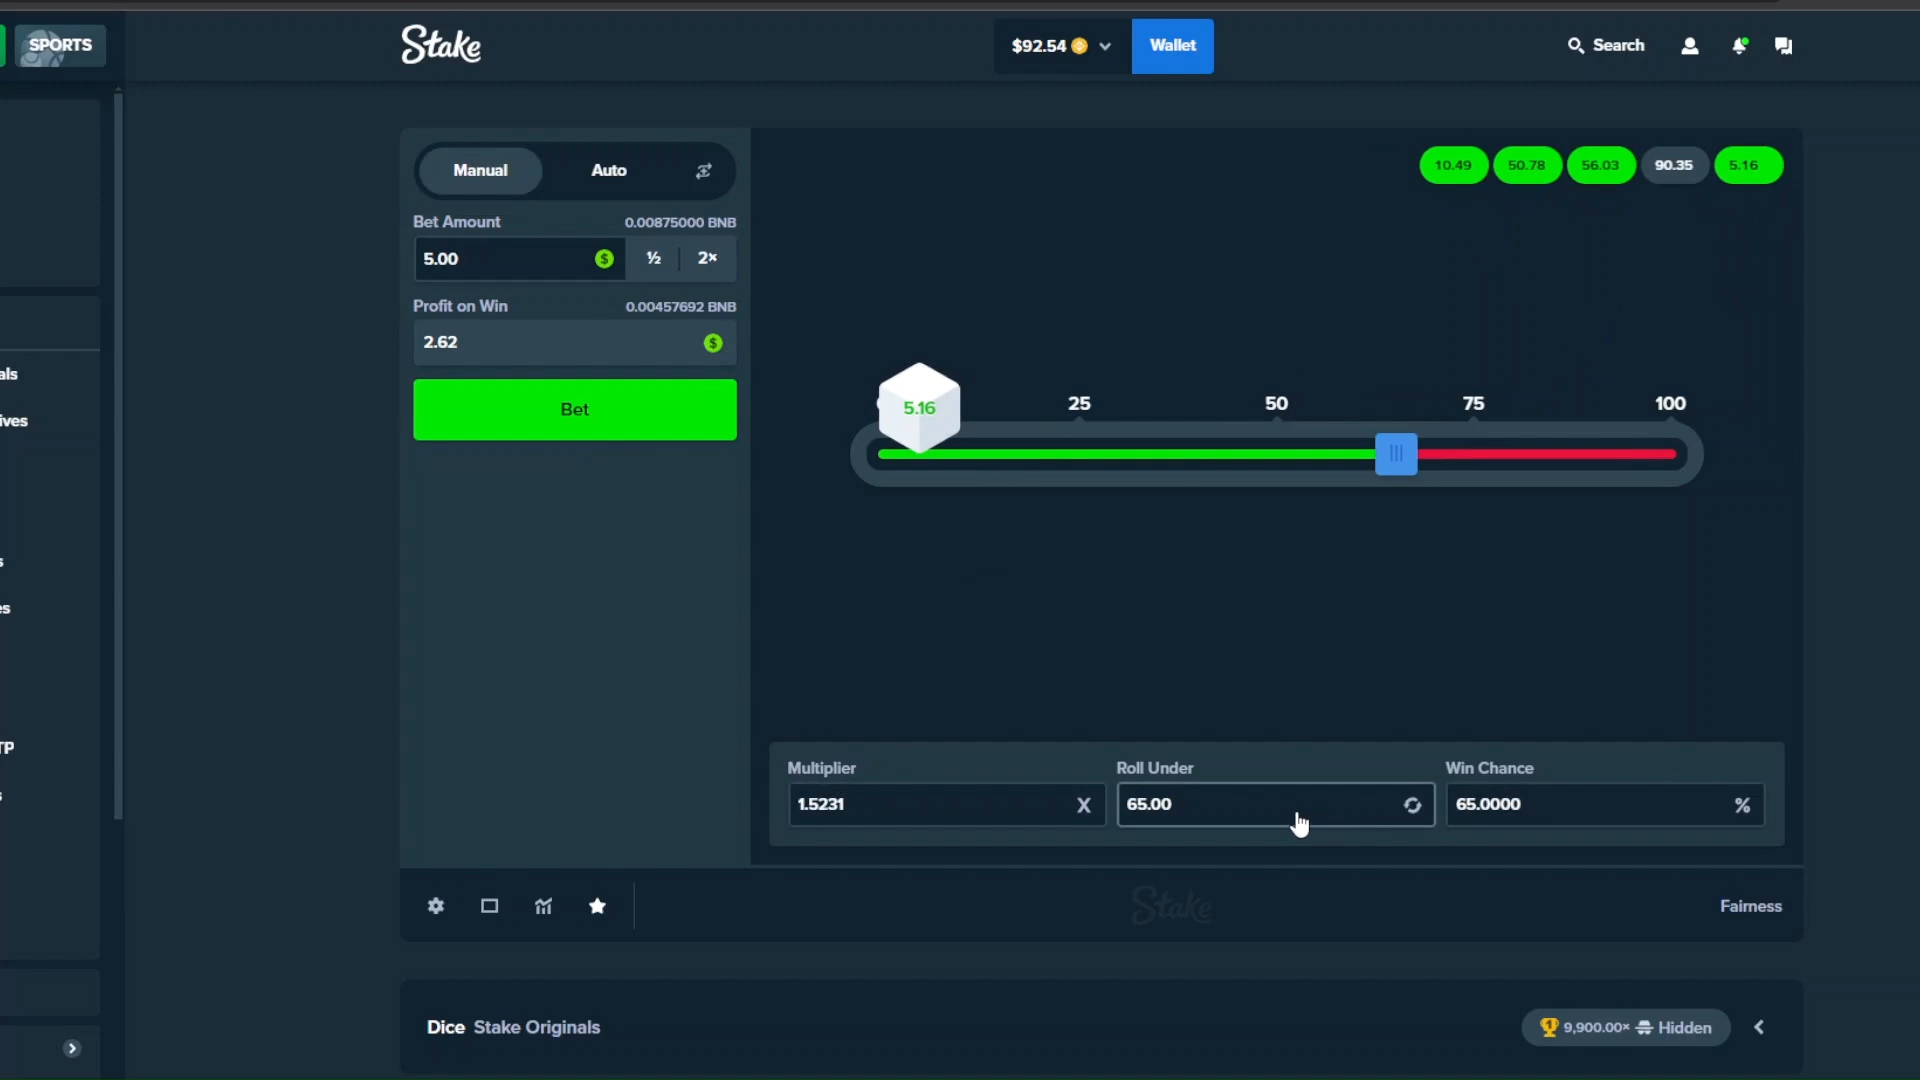 SPORTS
Stake
$92.54
Wallet
Search
Manual
Auto
10.49
50.78
56.03
90.35
5.16
Bet Amount
0.00875000 BNB
5.00
$
½
2×
Profit on Win
0.00457692 BNB
2.62
$
Bet
als
ives
s
es
TP
s
5.16
25
50
75
100
Multiplier
Roll Under
Win Chance
1.5231
X
65.00
65.0000
%
Stake
Fairness
Dice Stake Originals
1
9,900.00× Hidden